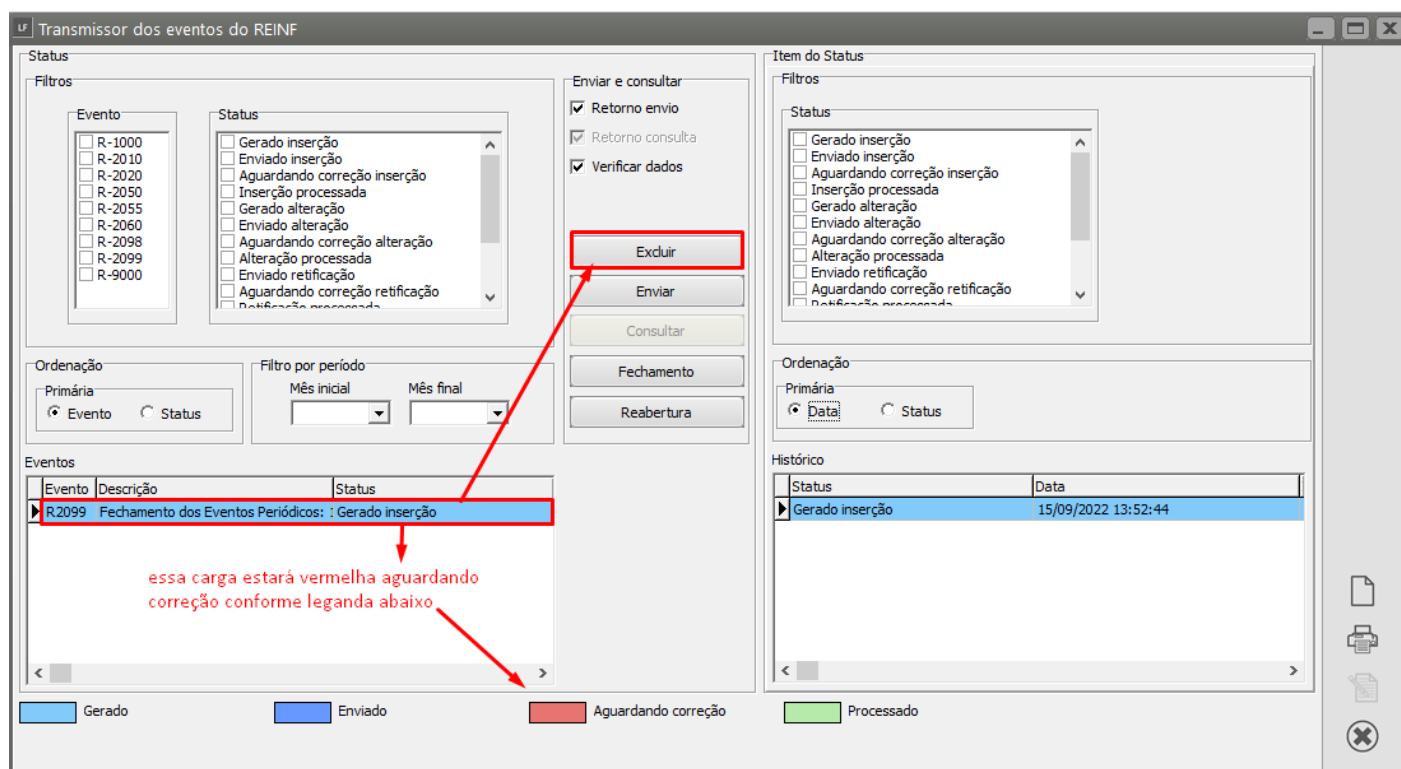 LF Transmissor dos eventos do REINF
Status
Filtros
Evento
R-1000
R-2010
R-2020
R-2050
R-2055
R-2060
R-2098
R-2099
R-9000
Status
Gerado inserção
Enviado inserção
Aguardando correção inserção
Inserção processada
Gerado alteração
Enviado alteração
Aguardando correção alteração
Alteração processada
Enviado retificação
Aguardando correção retificação
Retificação processada
Enviar e consultar
Retorno envio
Retorno consulta
Verificar dados
Excluir
Enviar
Consultar
Fechamento
Reabertura
Ordenação
Primária
Evento
Status
Filtro por período
Mês inicial
Mês final
Eventos
Evento Descrição Status
R2099 Fechamento dos Eventos Periódicos: Gerado inserção
essa carga estará vermelha aguardando
correção conforme leganda abaixo
Item do Status
Filtros
Status
Gerado inserção
Enviado inserção
Aguardando correção inserção
Inserção processada
Gerado alteração
Enviado alteração
Aguardando correção alteração
Alteração processada
Enviado retificação
Aguardando correção retificação
Retificação processada
Ordenação
Primária
Data
Status
Histórico
Status Data
Gerado inserção 15/09/2022 13:52:44
Gerado
Enviado
Aguardando correção
Processado